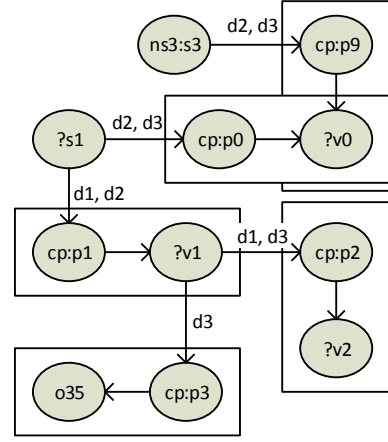 ns3:s3
d2, d3
cp:p9
?s1
d2, d3
cp:p0
?v0
d1, d2
cp:p1
?v1
d1, d3
cp:p2
d3
?v2
o35
cp:p3